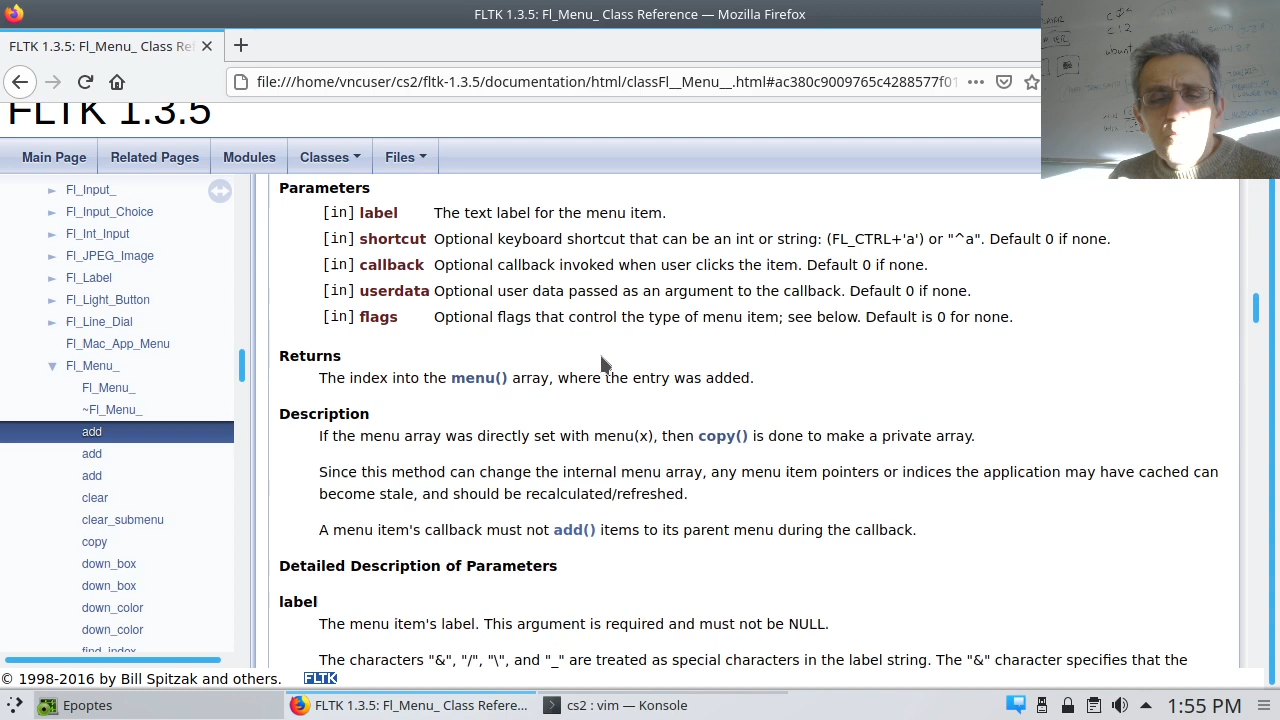 FLTK 1.3.5: Fl_Menu_ Class Reference — Mozilla Firefox
FLTK 1.3.5: Fl_Menu_ Class Re
file:///home/vncuser/cs2/fltk-1.3.5/documentation/html/classFl__Menu__.html#ac380c9009765c4288577f01
FLTK 1.3.5
Main Page
Related Pages
Modules
Classes
Files
Fl_Input_
Fl_Input_Choice
Fl_Int_Input
Fl_JPEG_Image
Fl_Label
Fl_Light_Button
Fl_Line_Dial
Fl_Mac_App_Menu
Fl_Menu_
Fl_Menu_
~Fl_Menu_
add
add
add
clear
clear_submenu
copy
down_box
down_box
down_color
down_color
find_index
Parameters
[in] label The text label for the menu item.
[in] shortcut Optional keyboard shortcut that can be an int or string: (FL_CTRL+'a') or "^a". Default 0 if none.
[in] callback Optional callback invoked when user clicks the item. Default 0 if none.
[in] userdata Optional user data passed as an argument to the callback. Default 0 if none.
[in] flags Optional flags that control the type of menu item; see below. Default is 0 for none.
Returns
The index into the menu() array, where the entry was added.
Description
If the menu array was directly set with menu(x), then copy() is done to make a private array.
Since this method can change the internal menu array, any menu item pointers or indices the application may have cached can
become stale, and should be recalculated/refreshed.
A menu item's callback must not add() items to its parent menu during the callback.
Detailed Description of Parameters
label
The menu item's label. This argument is required and must not be NULL.
The characters "&", "/", "\", and "_" are treated as special characters in the label string. The "&" character specifies that the
© 1998-2016 by Bill Spitzak and others.
FLTK
Epoptes
FLTK 1.3.5: Fl_Menu_ Class Refere...
cs2 : vim — Konsole
1:55 PM